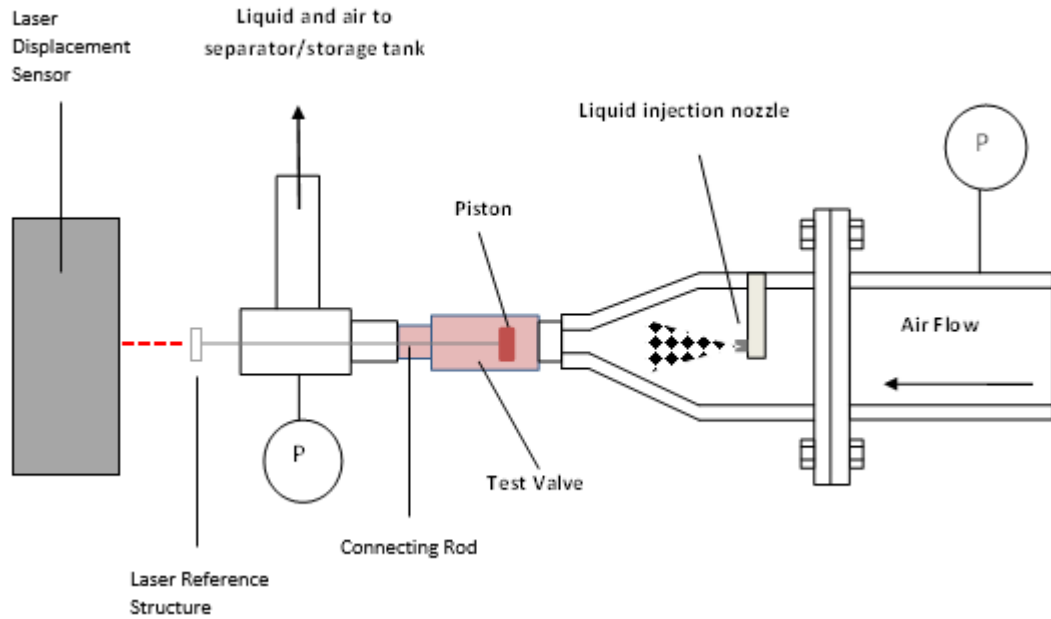 Laser
Displacement
Sensor
Liquid and air to
separator/storage tank
Liquid injection nozzle
P
Piston
Air Flow
P
Test Valve
Connecting Rod
Laser Reference
Structure